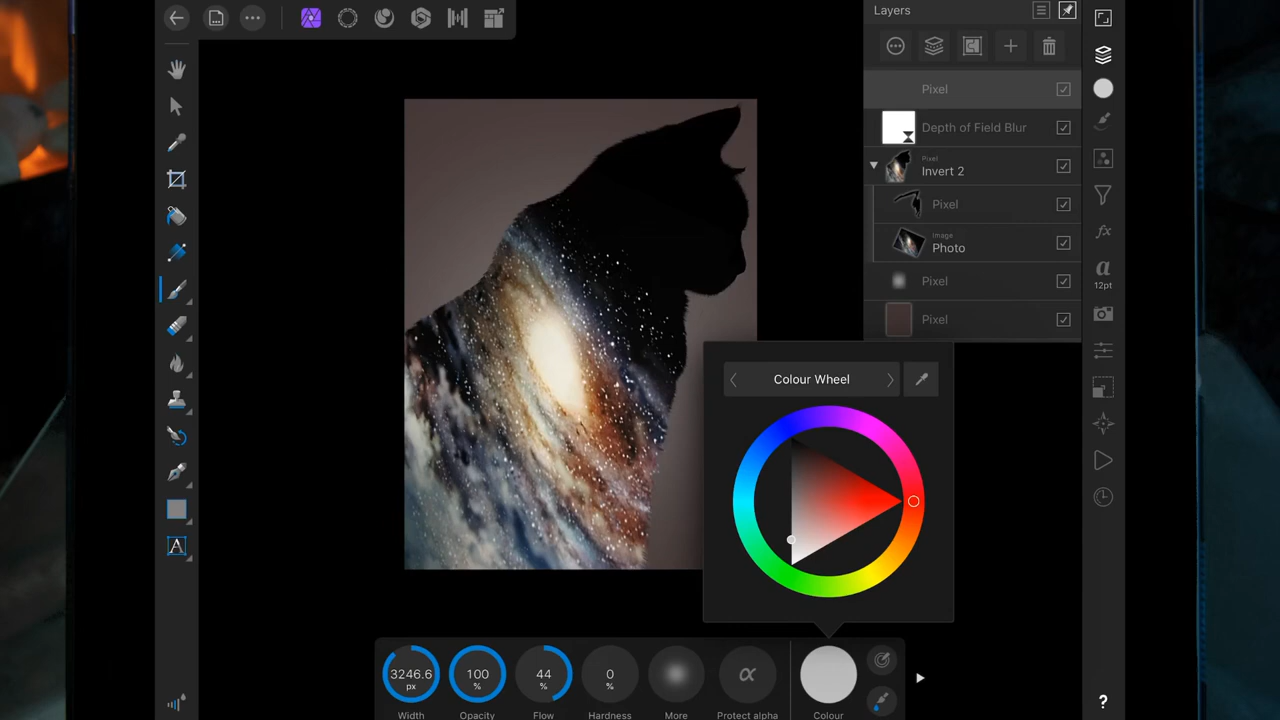 Layers
Pixel
Depth of Field Blur
Pixel
Invert 2
Pixel
Image
Photo
Pixel
Pixel
a
12pt
Colour Wheel
A
3246.6
px
100
%
44
%
0
%
α
Width
Opacity
Flow
Hardness
More
Protect alpha
Colour
?